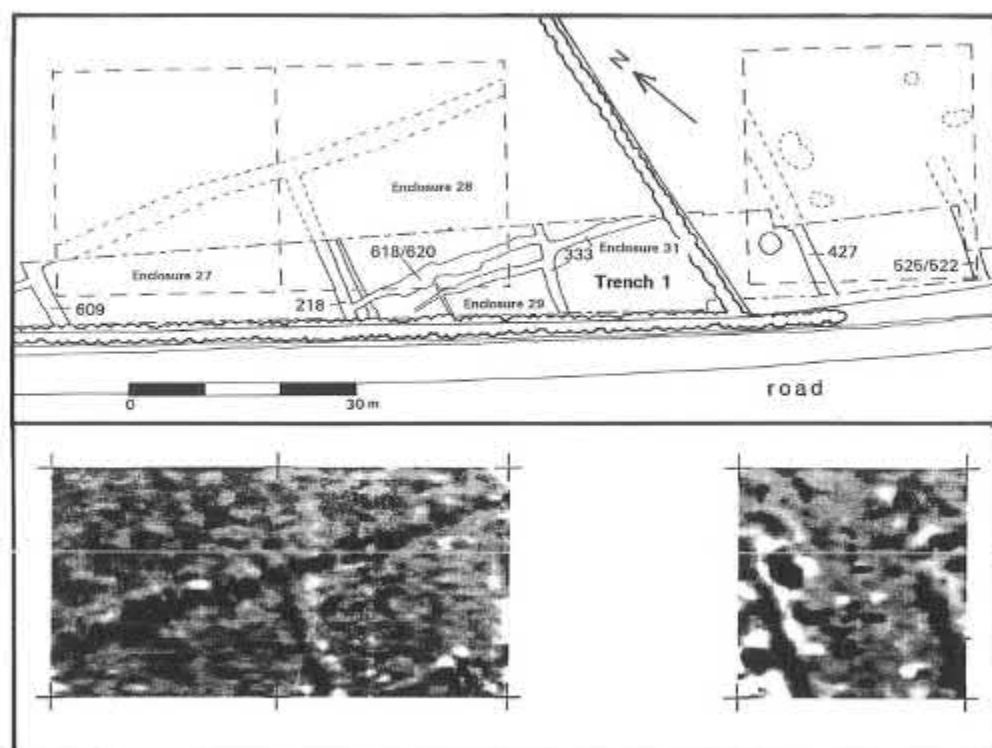 N
Enclosure 28
618/620
333
Enclosure 31
427
Enclosure 27
Trench 1
525/522
609
218
Enclosure 29
0
30 m
road